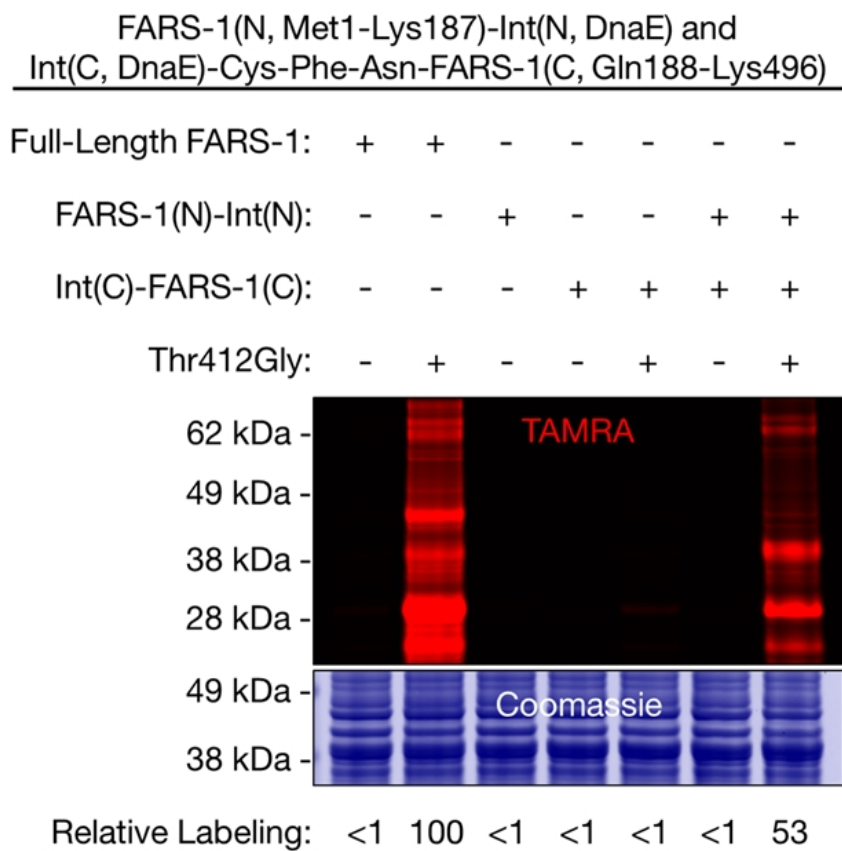 FARS-1(N, Met1-Lys187)-Int(N, DnaE) and
Int(C, DnaE)-Cys-Phe-Asn-FARS-1(C, Gln188-Lys496)
Full-Length FARS-1: + + - - - - -
FARS-1(N)-Int(N): - - + - - + +
Int(C)-FARS-1(C): - - - + + + +
Thr412Gly: - + - - + - +
62 kDa - TAMRA
49 kDa -
38 kDa -
28 kDa -
49 kDa - Coomassie
38 kDa -
Relative Labeling: <1 100 <1 <1 <1 <1 53